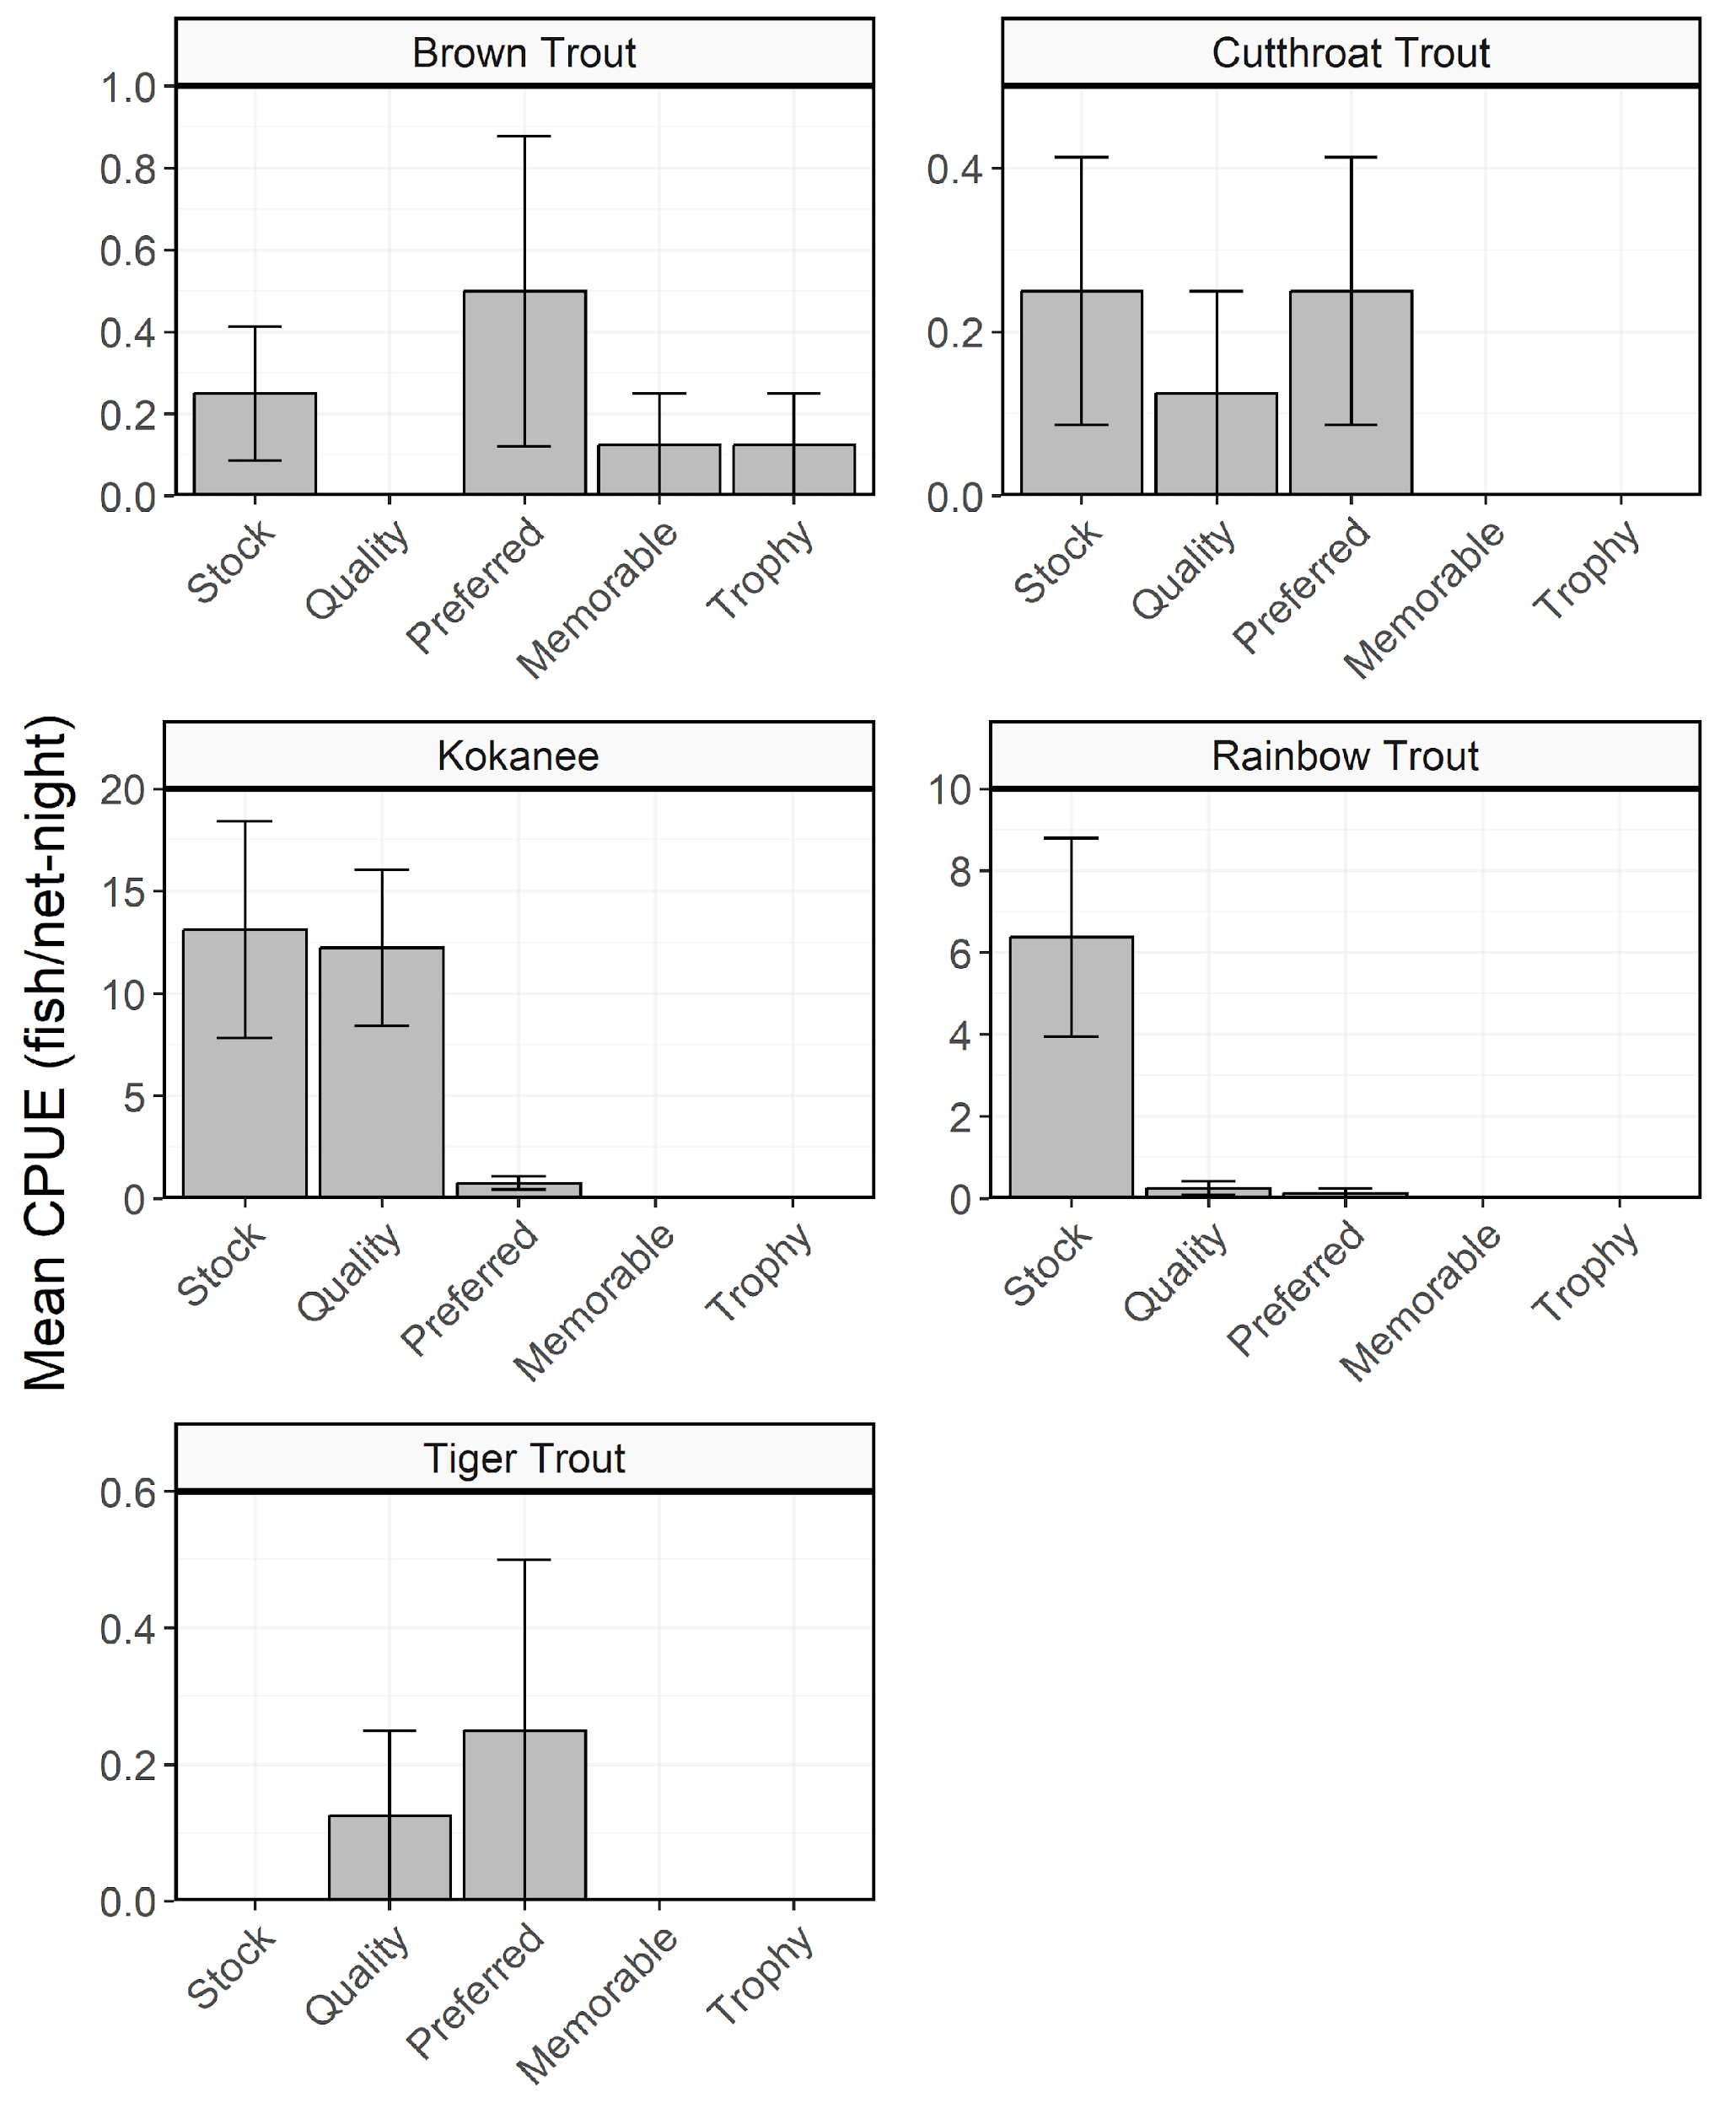 Mean CPUE (fish/net-night)
Brown Trout
1.0
0.8
0.6
0.4
0.2
0.0
Stock
Quality
Preferred
Memorable
Trophy
Cutthroat Trout
0.4
0.2
0.0
Stock
Quality
Preferred
Memorable
Trophy
Kokanee
20
15
10
5
0
Stock
Quality
Preferred
Memorable
Trophy
Rainbow Trout
10
8
6
4
2
0
Stock
Quality
Preferred
Memorable
Trophy
Tiger Trout
0.6
0.4
0.2
0.0
Stock
Quality
Preferred
Memorable
Trophy